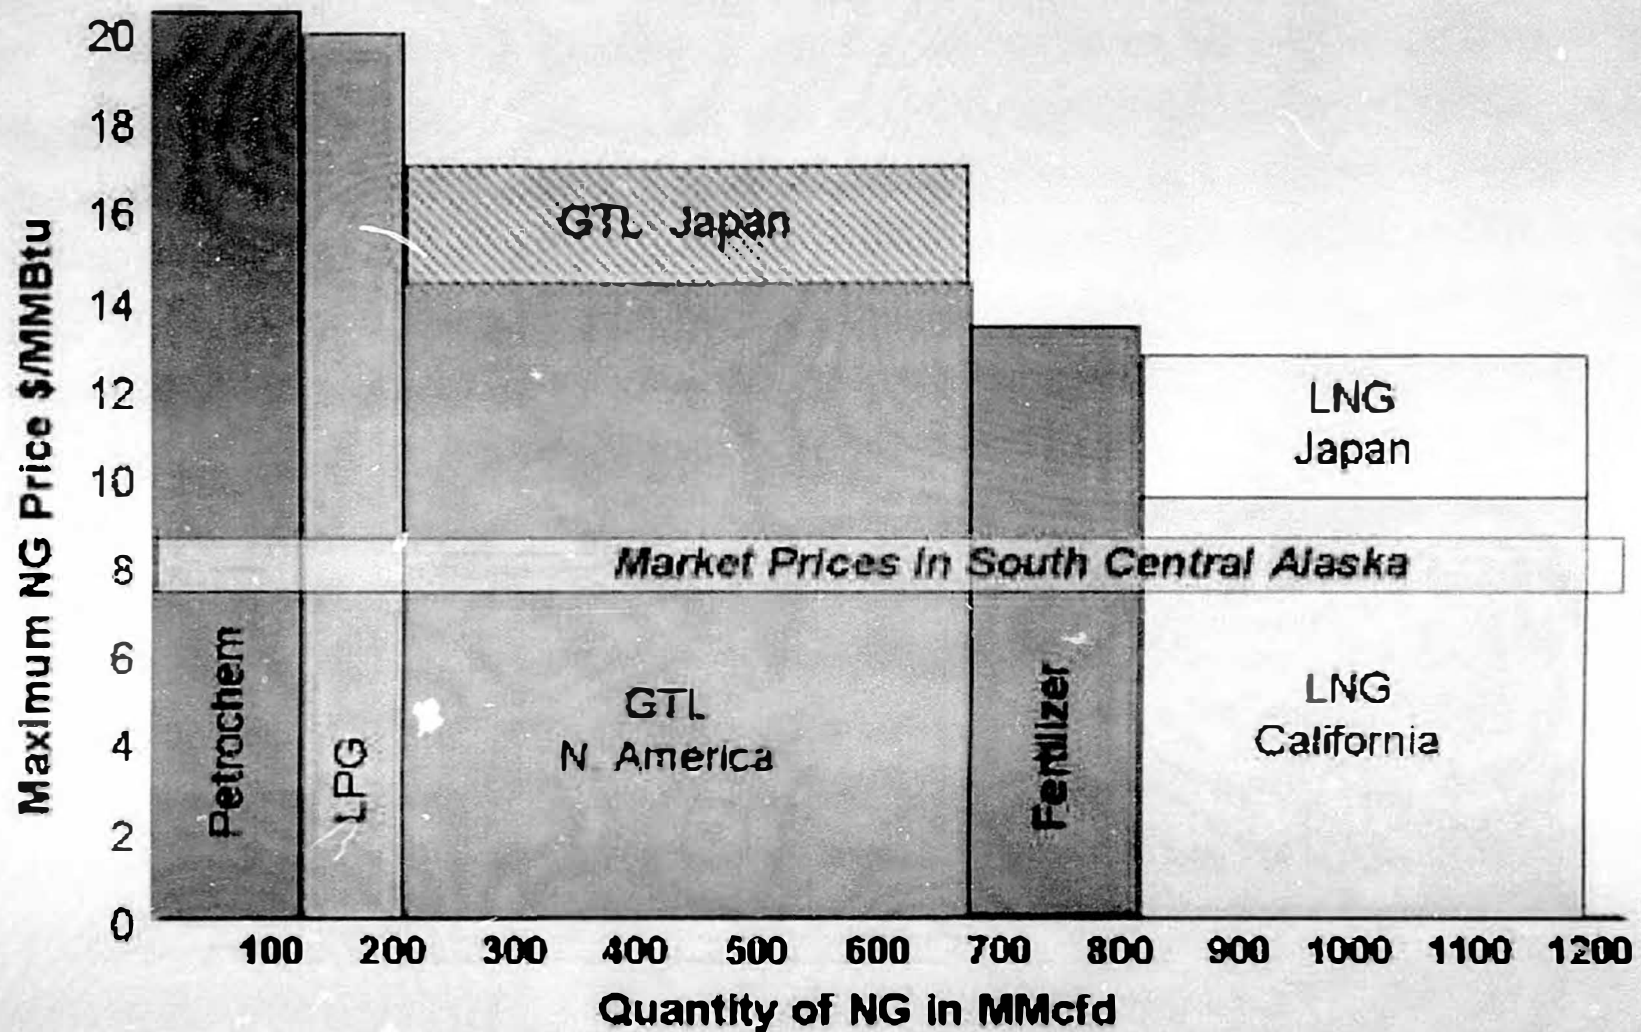 Maximum NG Price $/MMBtu
20
18
16
14
12
10
8
6
4
2
0
GTL Japan
LNG
Japan
Market Prices in South Central Alaska
Petrochem
LPG
GTL
N America
Fertilizer
LNG
California
100 200 300 400 500 600 700 800 900 1000 1100 1200
Quantity of NG in MMcfd